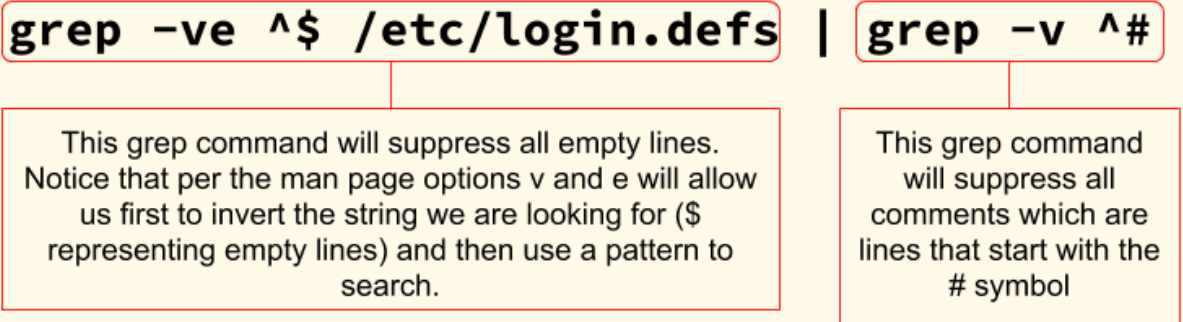 grep -ve ^$ /etc/login.defs | grep -v ^#
This grep command will suppress all empty lines.
Notice that per the man page options v and e will allow
us first to invert the string we are looking for ($
representing empty lines) and then use a pattern to
search.
This grep command
will suppress all
comments which are
lines that start with the
# symbol